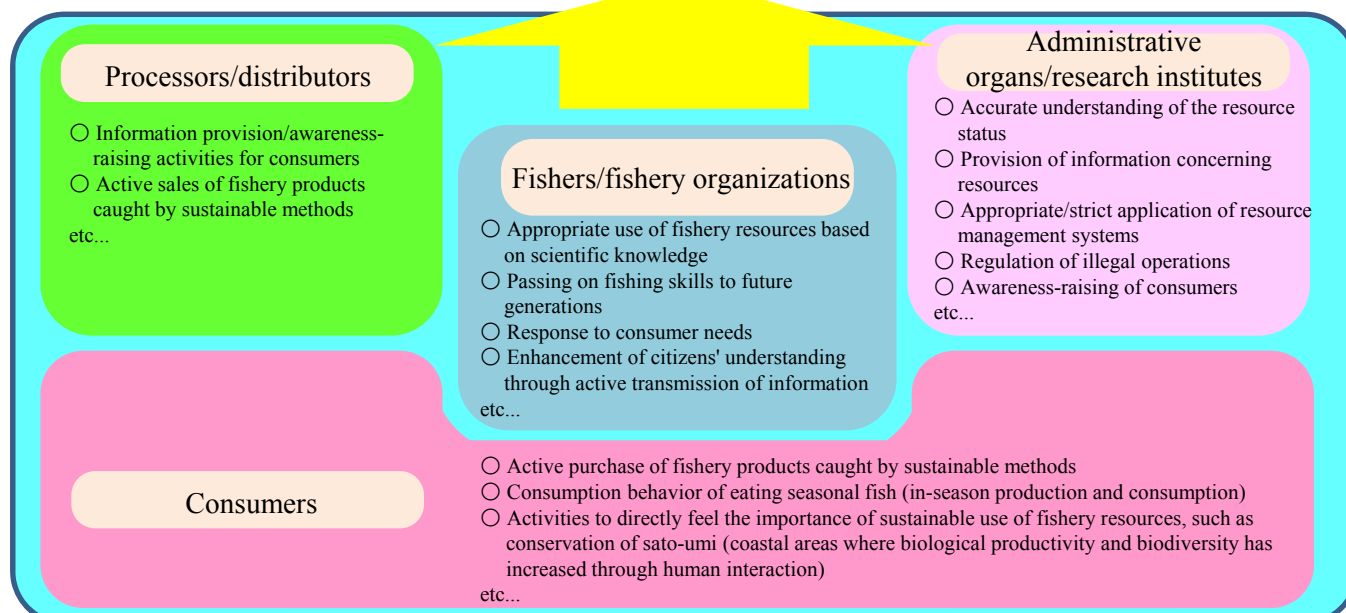 Processors/distributors
○ Information provision/awareness-
raising activities for consumers
○ Active sales of fishery products
caught by sustainable methods
etc...
Fishers/fishery organizations
○ Appropriate use of fishery resources based
on scientific knowledge
○ Passing on fishing skills to future
generations
○ Response to consumer needs
○ Enhancement of citizens' understanding
through active transmission of information
etc...
Administrative
organs/research institutes
○ Accurate understanding of the resource
status
○ Provision of information concerning
resources
○ Appropriate/strict application of resource
management systems
○ Regulation of illegal operations
○ Awareness-raising of consumers
etc...
Consumers
○ Active purchase of fishery products caught by sustainable methods
○ Consumption behavior of eating seasonal fish (in-season production and consumption)
○ Activities to directly feel the importance of sustainable use of fishery resources, such as
conservation of sato-umi (coastal areas where biological productivity and biodiversity has
increased through human interaction)
etc...